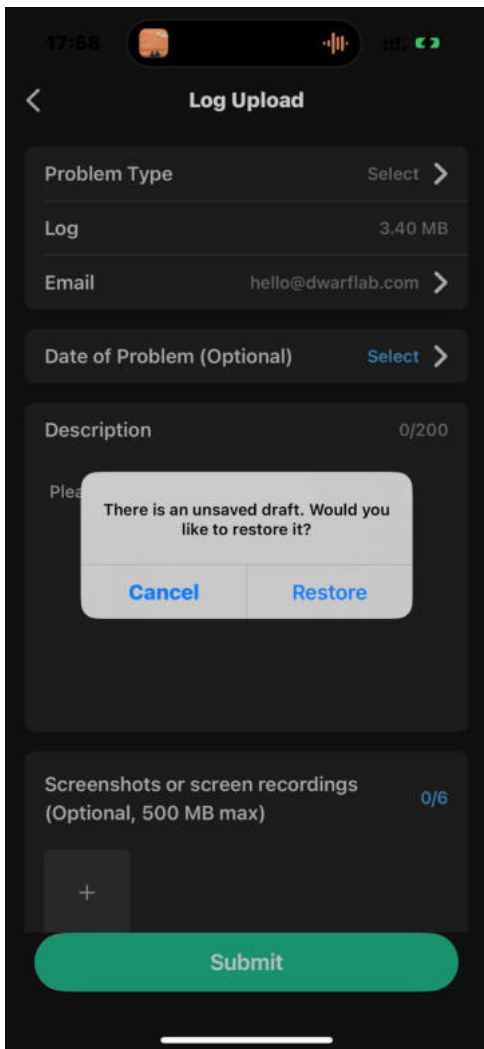 17:58
Log Upload
Problem Type Select
Log 3.40 MB
Email hello@dwarflab.com
Date of Problem (Optional) Select
Description 0/200
Plea
There is an unsaved draft. Would you
like to restore it?
Cancel Restore
Screenshots or screen recordings
(Optional, 500 MB max) 0/6
+
Submit